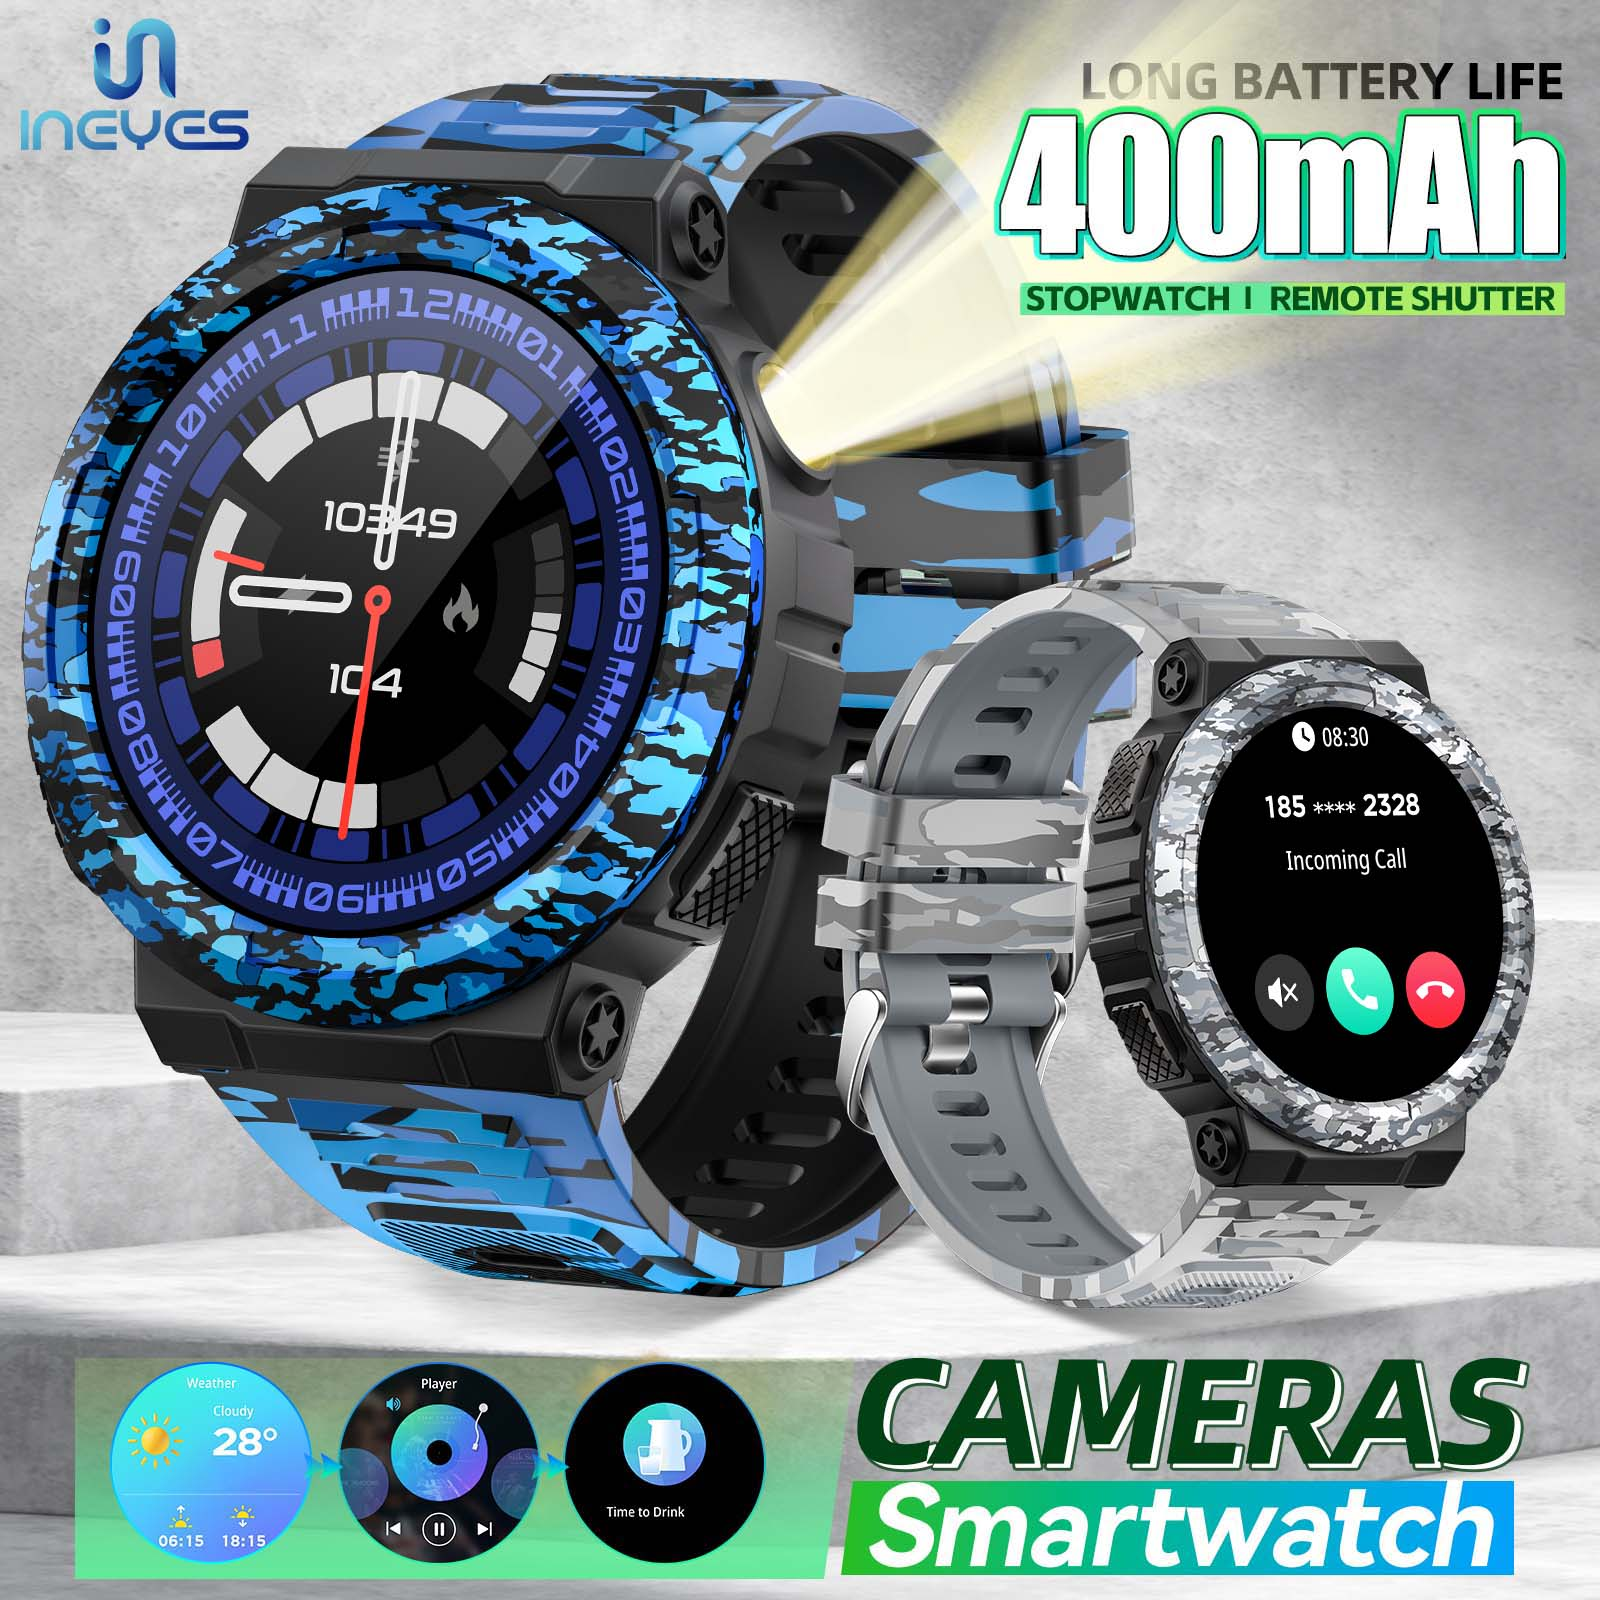 INEYES
LONG BATTERY LIFE
400mAh
STOPWATCH | REMOTE SHUTTER
12
01
02
03
04
05
06
07
08
09
10
11
10349
104
08:30
185 **** 2328
Incoming Call
Weather
Cloudy
28°
06:15 18:15
Player
Time to Drink
CAMERAS
Smartwatch